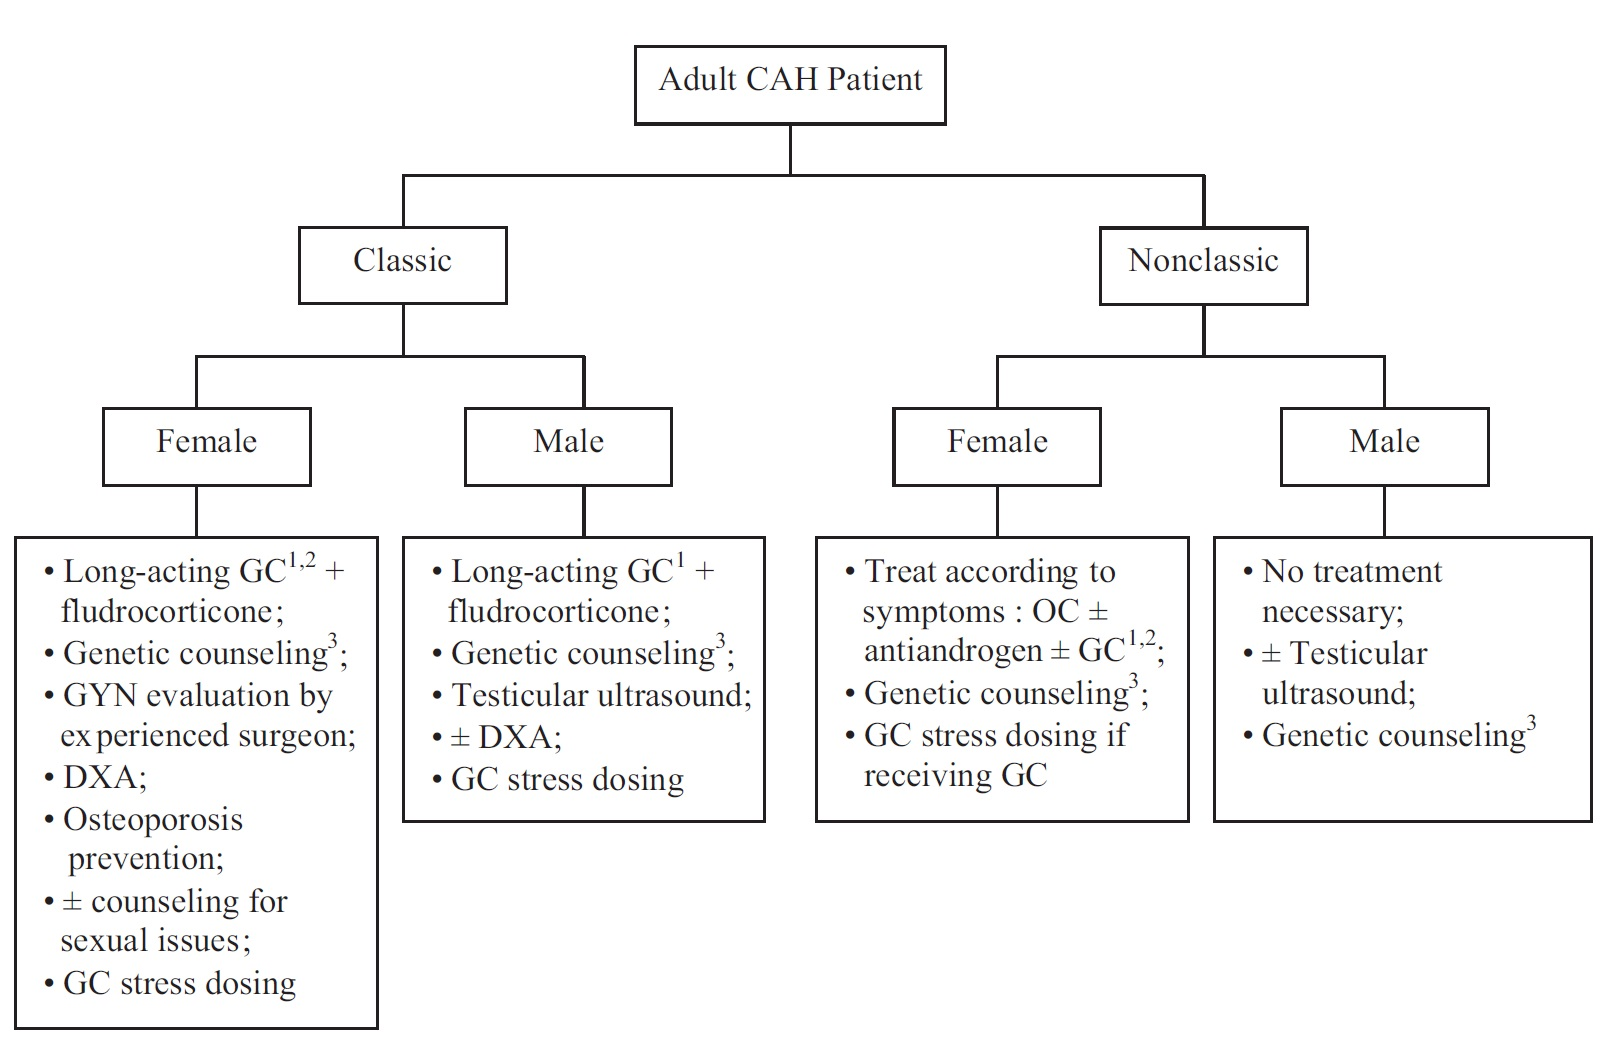 Adult CAH Patient
Classic
Nonclassic
Female
Male
Female
Male
• Long-acting GC1,2 +
fludrocorticone;
• Genetic counseling3;
• GYN evaluation by
experienced surgeon;
• DXA;
• Osteoporosis
prevention;
• ± counseling for
sexual issues;
• GC stress dosing
• Long-acting GC1 +
fludrocorticone;
• Genetic counseling3;
• Testicular ultrasound;
• ± DXA;
• GC stress dosing
• Treat according to
symptoms : OC ±
antiandrogen ± GC1,2;
• Genetic counseling3;
• GC stress dosing if
receiving GC
• No treatment
necessary;
• ± Testicular
ultrasound;
• Genetic counseling3